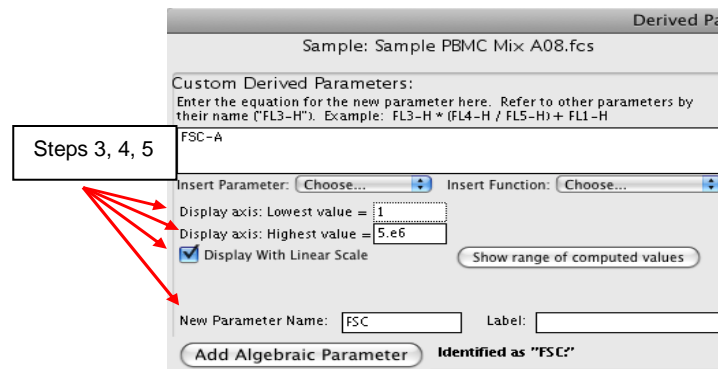 Derived Pa
Sample: Sample PBMC Mix A08.fcs
Custom Derived Parameters:
Enter the equation for the new parameter here. Refer to other parameters by
their name ("FL3-H"). Example: FL3-H * (FL4-H / FL5-H) + FL1-H
FSC-A
Steps 3, 4, 5
Insert Parameter: Choose... Insert Function: Choose...
Display axis: Lowest value = 1
Display axis: Highest value = 5.e6
Display With Linear Scale Show range of computed values
New Parameter Name: FSC Label:
Add Algebraic Parameter Identified as "FSC:"